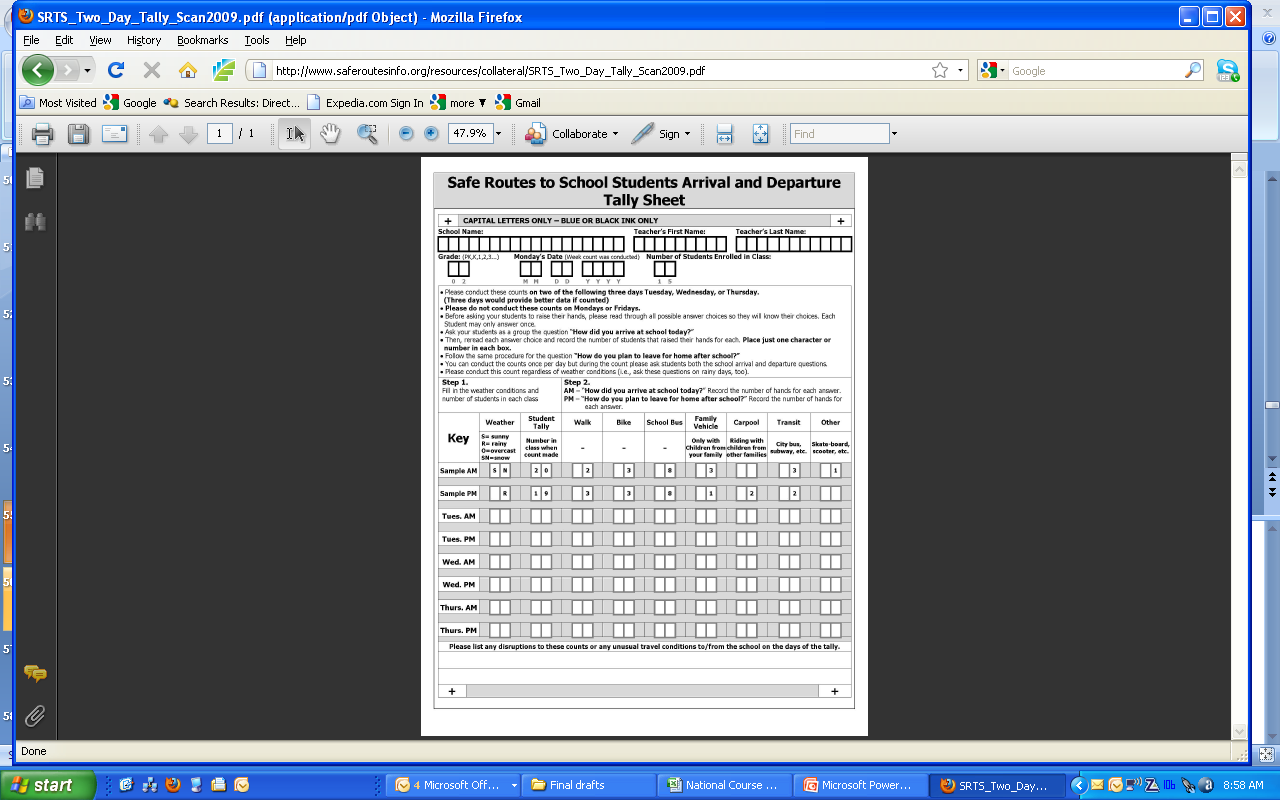 SRTS_Two_Day_Tally_Scan2009.pdf (application/pdf Object) - Mozilla Firefox
File Edit View History Bookmarks Tools Help
http://www.saferoutesinfo.org/resources/collateral/SRTS_Two_Day_Tally_Scan2009.pdf Google
Most Visited Google Search Results: Direct... Expedia.com Sign In more ▼ Gmail
1 / 1 47.9% Collaborate Sign Find
Safe Routes to School Students Arrival and Departure
Tally Sheet
+ CAPITAL LETTERS ONLY – BLUE OR BLACK INK ONLY +
School Name: Teacher's First Name: Teacher's Last Name:
Grade: (PK,K,1,2,3...) Monday's Date (Week count was conducted) Number of Students Enrolled in Class:
0 2 M M D D Y Y Y Y 1 5
• Please conduct these counts on two of the following three days Tuesday, Wednesday, or Thursday.
(Three days would provide better data if counted)
• Please do not conduct these counts on Mondays or Fridays.
• Before asking your students to raise their hands, please read through all possible answer choices so they will know their choices. Each
Student may only answer once.
• Ask your students as a group the question "How did you arrive at school today?"
• Then, reread each answer choice and record the number of students that raised their hands for each. Place just one character or
number in each box.
• Follow the same procedure for the question "How do you plan to leave for home after school?"
• You can conduct the counts once per day but during the count please ask students both the school arrival and departure questions.
• Please conduct this count regardless of weather conditions (i.e., ask these questions on rainy days, too).
Step 1. Step 2.
Fill in the weather conditions and AM – "How did you arrive at school today?" Record the number of hands for each answer.
number of students in each class PM – "How do you plan to leave for home after school?" Record the number of hands for
each answer.
Weather Student Tally Walk Bike School Bus Family Vehicle Carpool Transit Other
Key
S= sunny
R= rainy
O=overcast
SN=snow
Number in class when count made
–
–
–
Only with Children from your family
Riding with children from other families
City bus, subway, etc.
Skate-board, scooter, etc.
Sample AM S N 2 0 2 3 8 3 3 1
Sample PM R 1 9 3 3 8 1 2 2
Tues. AM
Tues. PM
Wed. AM
Wed. PM
Thurs. AM
Thurs. PM
Please list any disruptions to these counts or any unusual travel conditions to/from the school on the days of the tally.
+ +
Done
start 4 Microsoft Off... Final drafts National Course ... Microsoft Power... SRTS_Two_Day... 8:58 AM